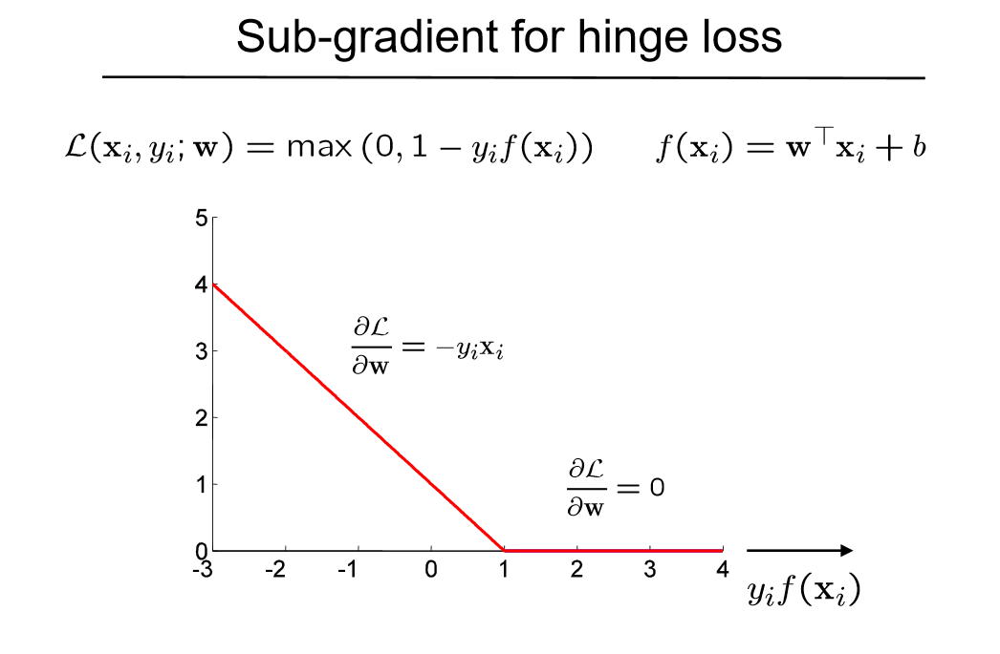 Sub-gradient for hinge loss
ℒ(𝐱ᵢ, yᵢ; 𝐰) = max (0, 1 − yᵢf(𝐱ᵢ))    f(𝐱ᵢ) = 𝐰⊤𝐱ᵢ + b
5
4
∂ℒ/∂𝐰 = −yᵢ𝐱ᵢ
3
2
∂ℒ/∂𝐰 = 0
1
0
-3 -2 -1 0 1 2 3 4
yᵢf(𝐱ᵢ)